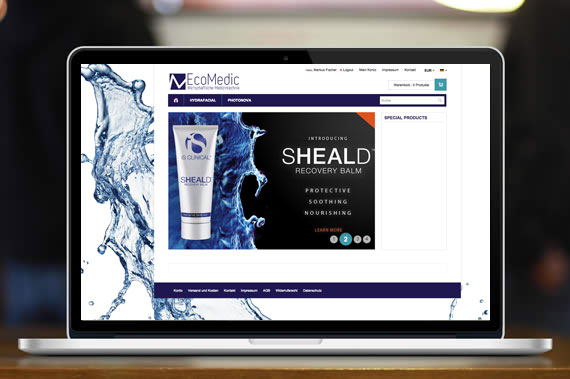 EcoMedic
Wirtschaftliche Medizintechnik
Markus Fischer Logout Mein Konto Impressum Kontakt EUR
Warenkorb : 0 Produkte
HYDRAFACIAL PHOTONOVA
Suche
SPECIAL PRODUCTS
INTRODUCING
SHEALD™
RECOVERY BALM
PROTECTIVE
SOOTHING
NOURISHING
LEARN MORE
1 2 3 4
iS CLINICAL
SHEALD
RECOVERY BALM
Konto Versand und Kosten Kontakt Impressum AGB Widerrufsrecht Datenschutz